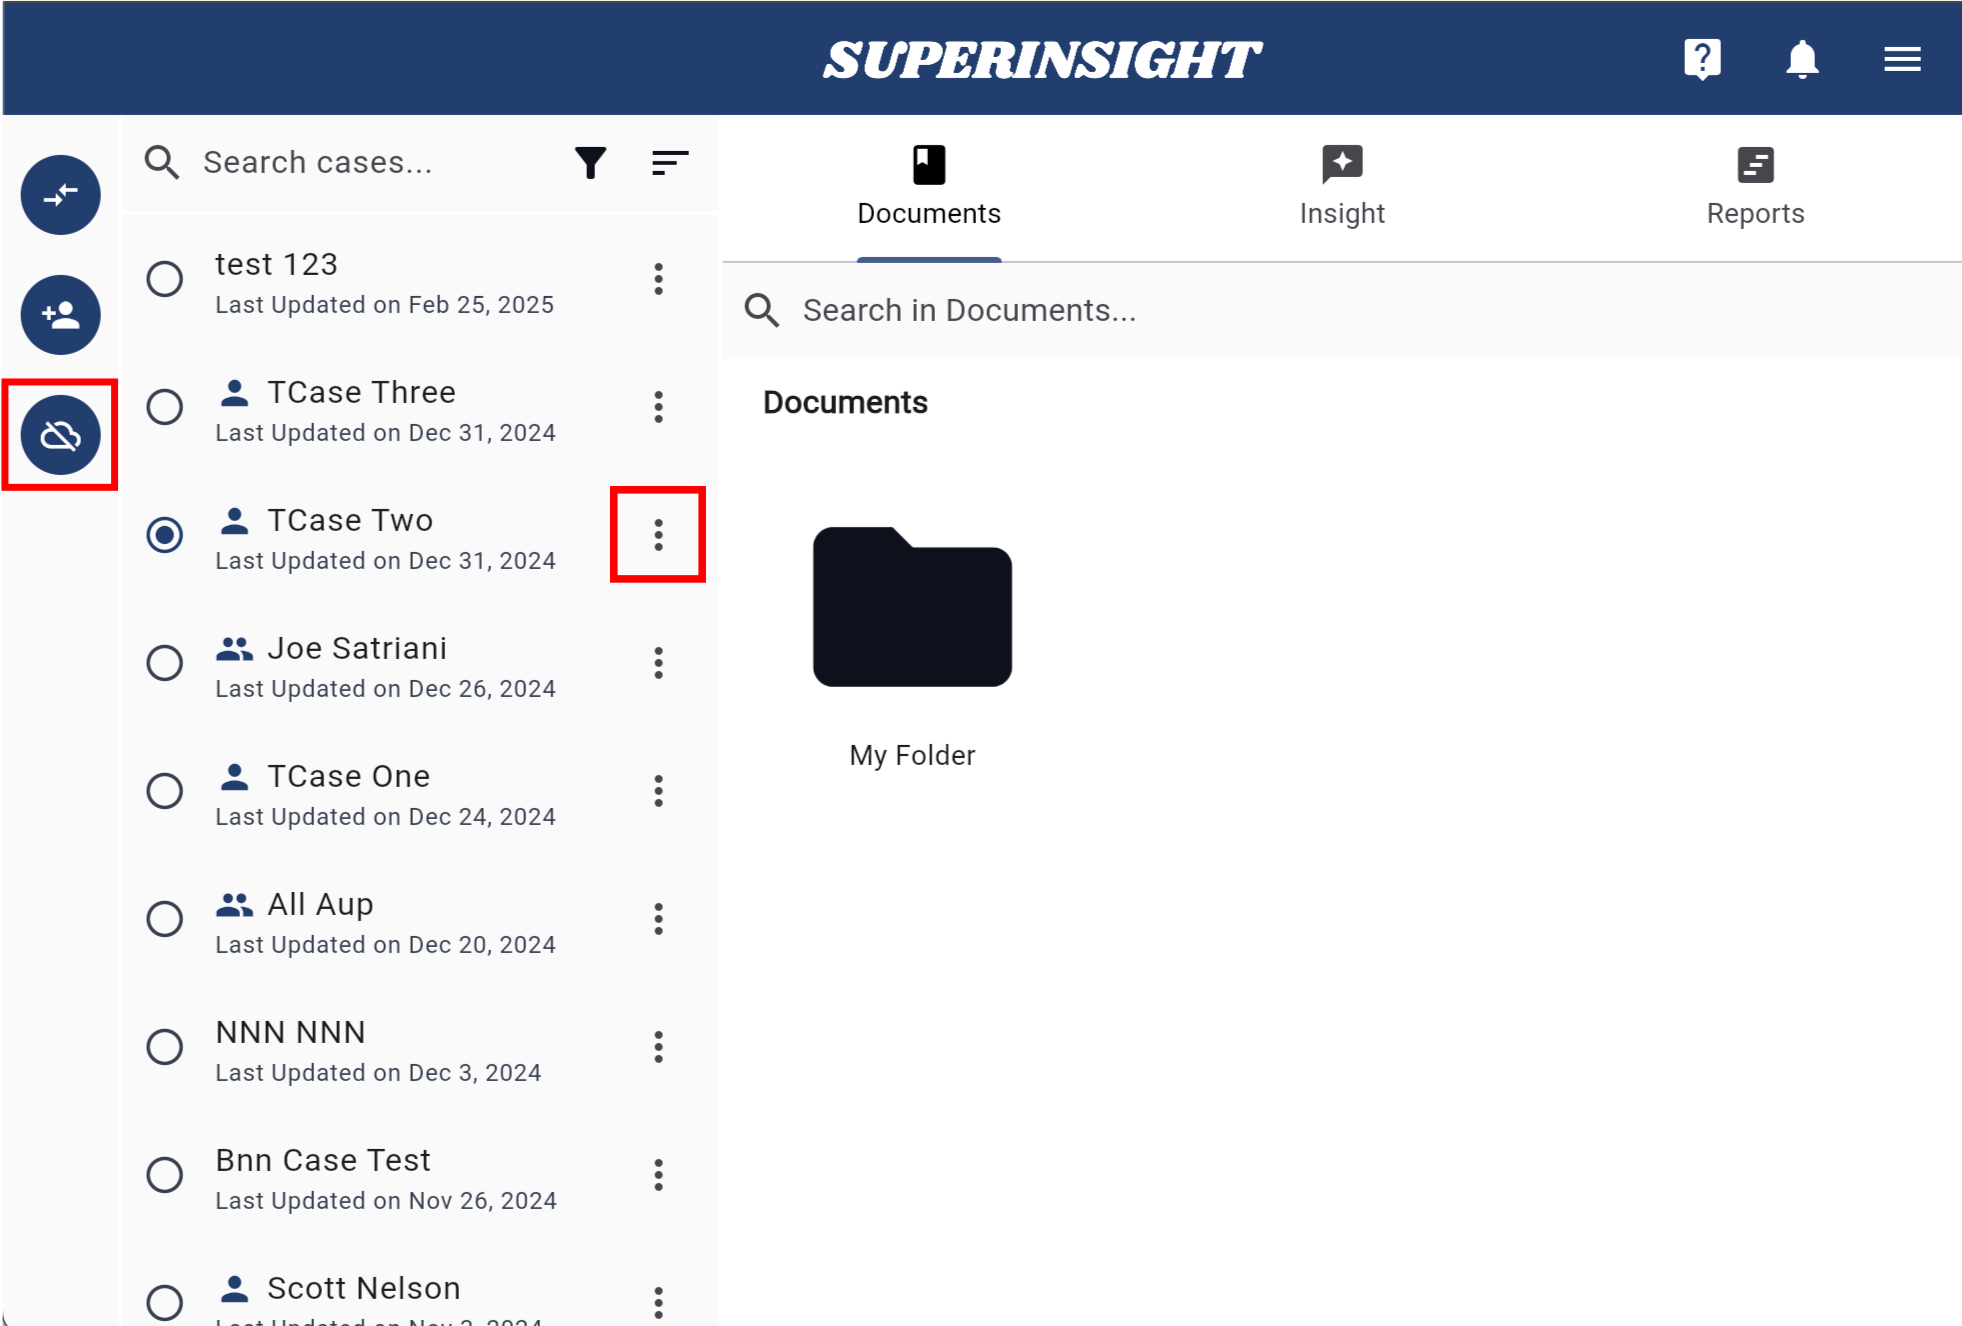 SUPERINSIGHT
Search cases...
Documents
Insight
Reports
test 123
Last Updated on Feb 25, 2025
TCase Three
Last Updated on Dec 31, 2024
TCase Two
Last Updated on Dec 31, 2024
Joe Satriani
Last Updated on Dec 26, 2024
TCase One
Last Updated on Dec 24, 2024
All Aup
Last Updated on Dec 20, 2024
NNN NNN
Last Updated on Dec 3, 2024
Bnn Case Test
Last Updated on Nov 26, 2024
Scott Nelson
Last Updated on Nov
Search in Documents...
Documents
My Folder